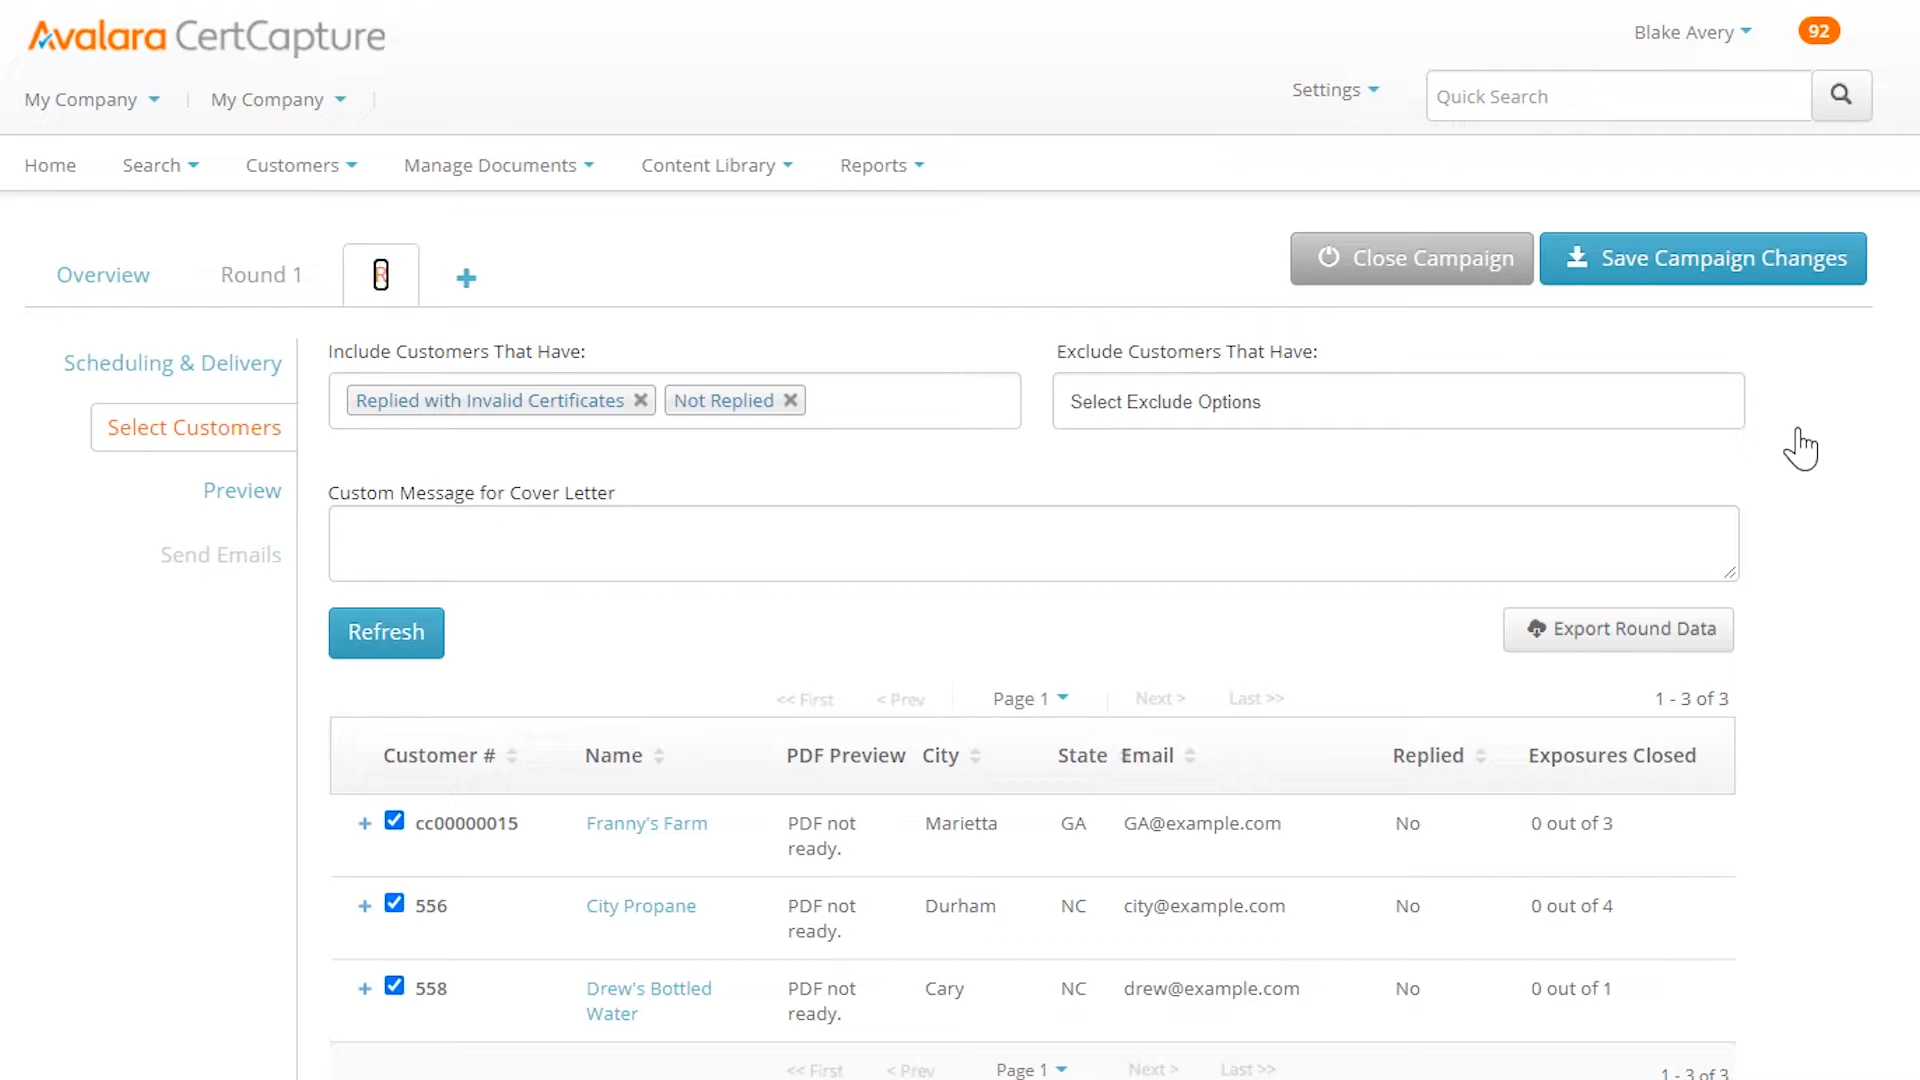 Avalara CertCapture
Blake Avery
92
My Company
My Company
Settings
Quick Search
Home
Search
Customers
Manage Documents
Content Library
Reports
Overview
Round 1
R
+
Close Campaign
Save Campaign Changes
Scheduling & Delivery
Select Customers
Preview
Send Emails
Include Customers That Have:
Replied with Invalid Certificates
Not Replied
Exclude Customers That Have:
Select Exclude Options
Custom Message for Cover Letter
Refresh
Export Round Data
<< First
< Prev
Page 1
Next >
Last >>
1 - 3 of 3
Customer # Name PDF Preview City State Email Replied Exposures Closed
+ cc00000015 Franny's Farm PDF not Marietta GA GA@example.com No 0 out of 3
ready.
+ 556 City Propane PDF not Durham NC city@example.com No 0 out of 4
ready.
+ 558 Drew's Bottled PDF not Cary NC drew@example.com No 0 out of 1
Water ready.
<< First
< Prev
Page 1
Next >
Last >>
1 - 3 of 3